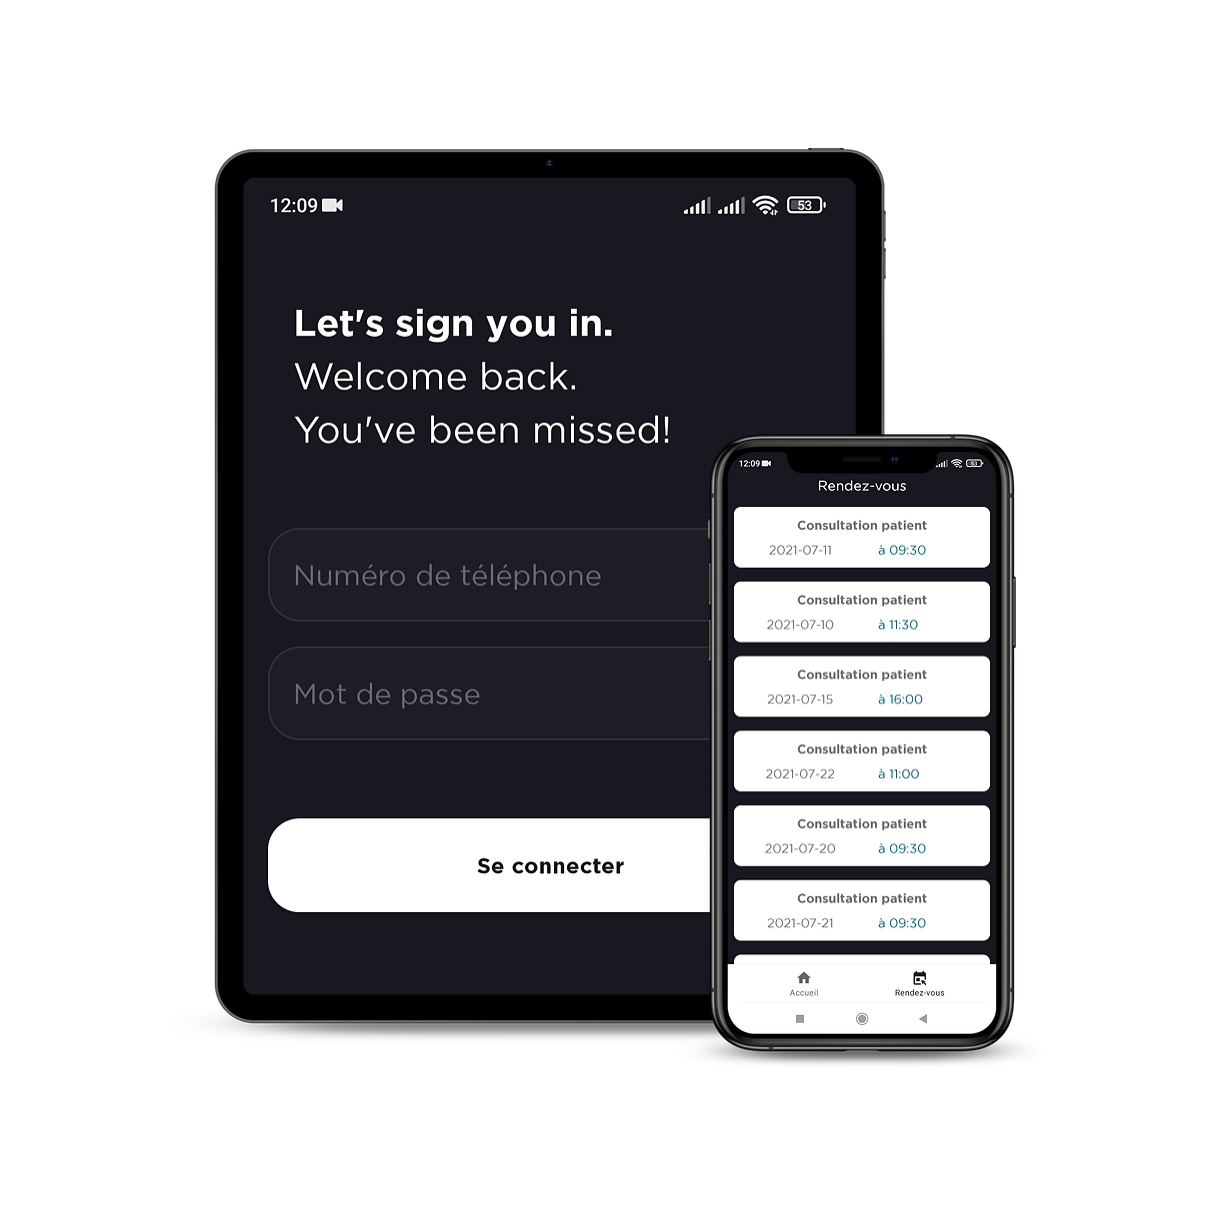 12:09
53
Let's sign you in.
Welcome back.
You've been missed!
Numéro de téléphone
Mot de passe
Se connecter
12:09
53
Rendez-vous
Consultation patient
2021-07-11 à 09:30
Consultation patient
2021-07-10 à 11:30
Consultation patient
2021-07-15 à 16:00
Consultation patient
2021-07-22 à 11:00
Consultation patient
2021-07-20 à 09:30
Consultation patient
2021-07-21 à 09:30
Accueil Rendez-vous